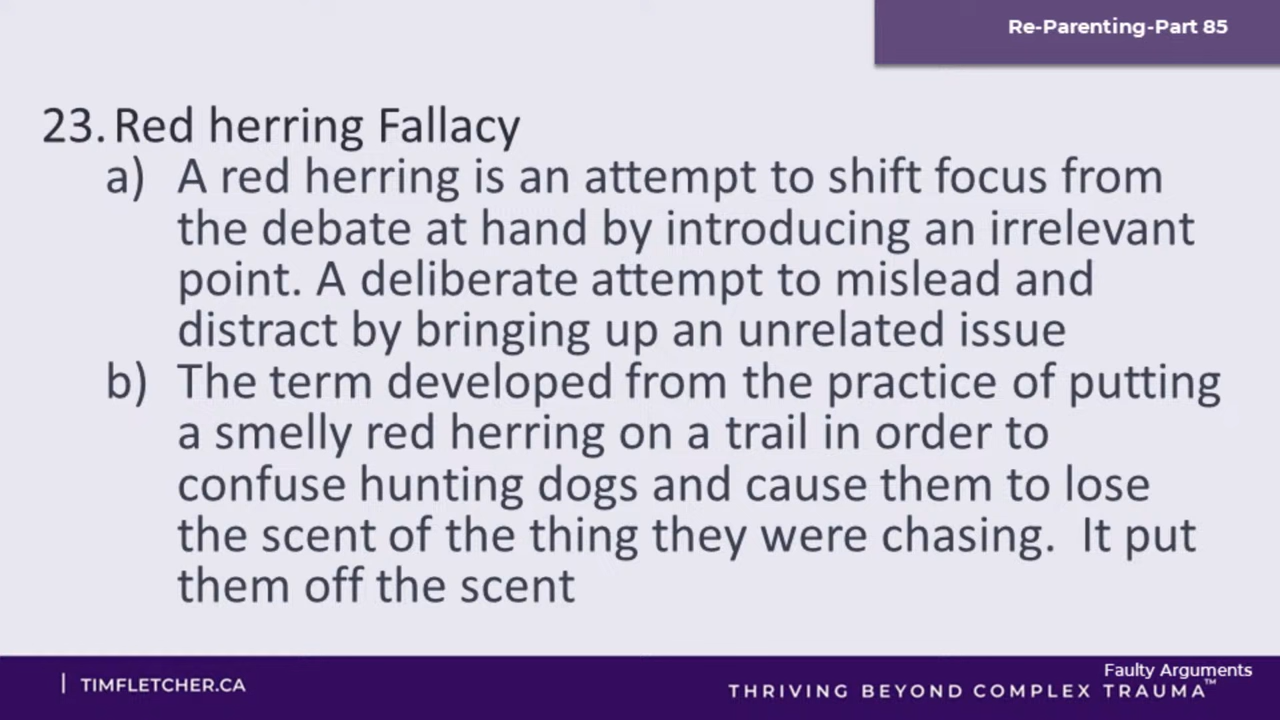 Re-Parenting-Part 85
23. Red herring Fallacy
a) A red herring is an attempt to shift focus from
the debate at hand by introducing an irrelevant
point. A deliberate attempt to mislead and
distract by bringing up an unrelated issue
b) The term developed from the practice of putting
a smelly red herring on a trail in order to
confuse hunting dogs and cause them to lose
the scent of the thing they were chasing.  It put
them off the scent
| TIMFLETCHER.CA
Faulty Arguments
THRIVING BEYOND COMPLEX TRAUMA™